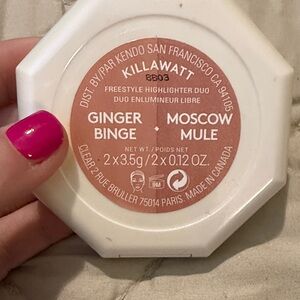 DIST. BY/PAR KENDO SAN FRANCISCO CA 94105
KILLAWATT
8803
FREESTYLE HIGHLIGHTER DUO
DUO ENLUMINEUR LIBRE
GINGER BINGE
MOSCOW MULE
NET WT./POIDS NET
2 x 3.5g / 2 x 0.12 OZ.
CLEAR 2 RUE BRULLER 75014 PARIS. MADE IN CANADA